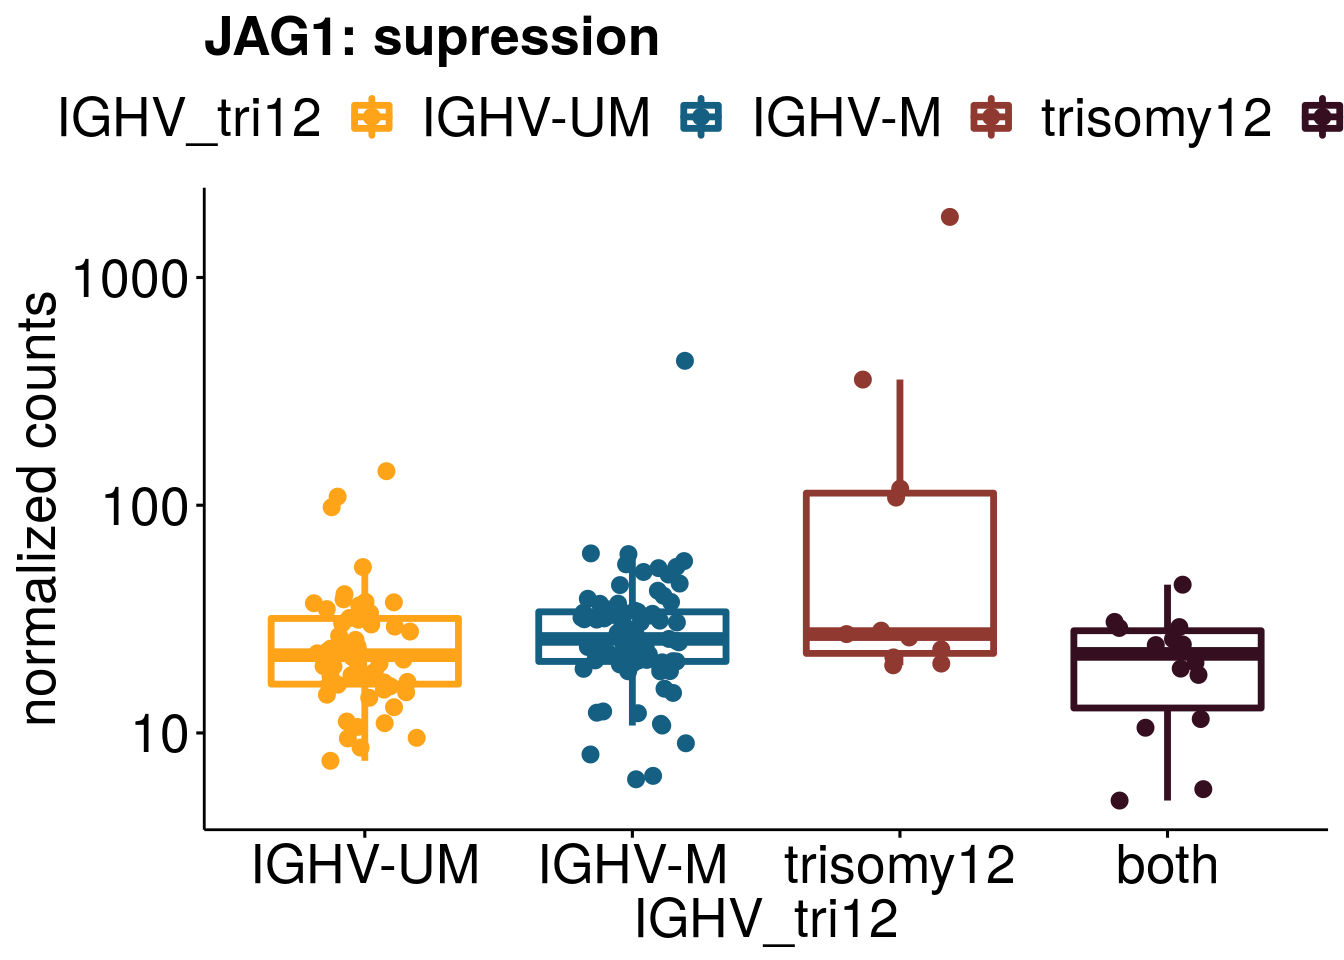 JAG1: supression
IGHV_tri12 IGHV-UM IGHV-M trisomy12
normalized counts
1000
100
10
IGHV-UM IGHV-M trisomy12 both
IGHV_tri12